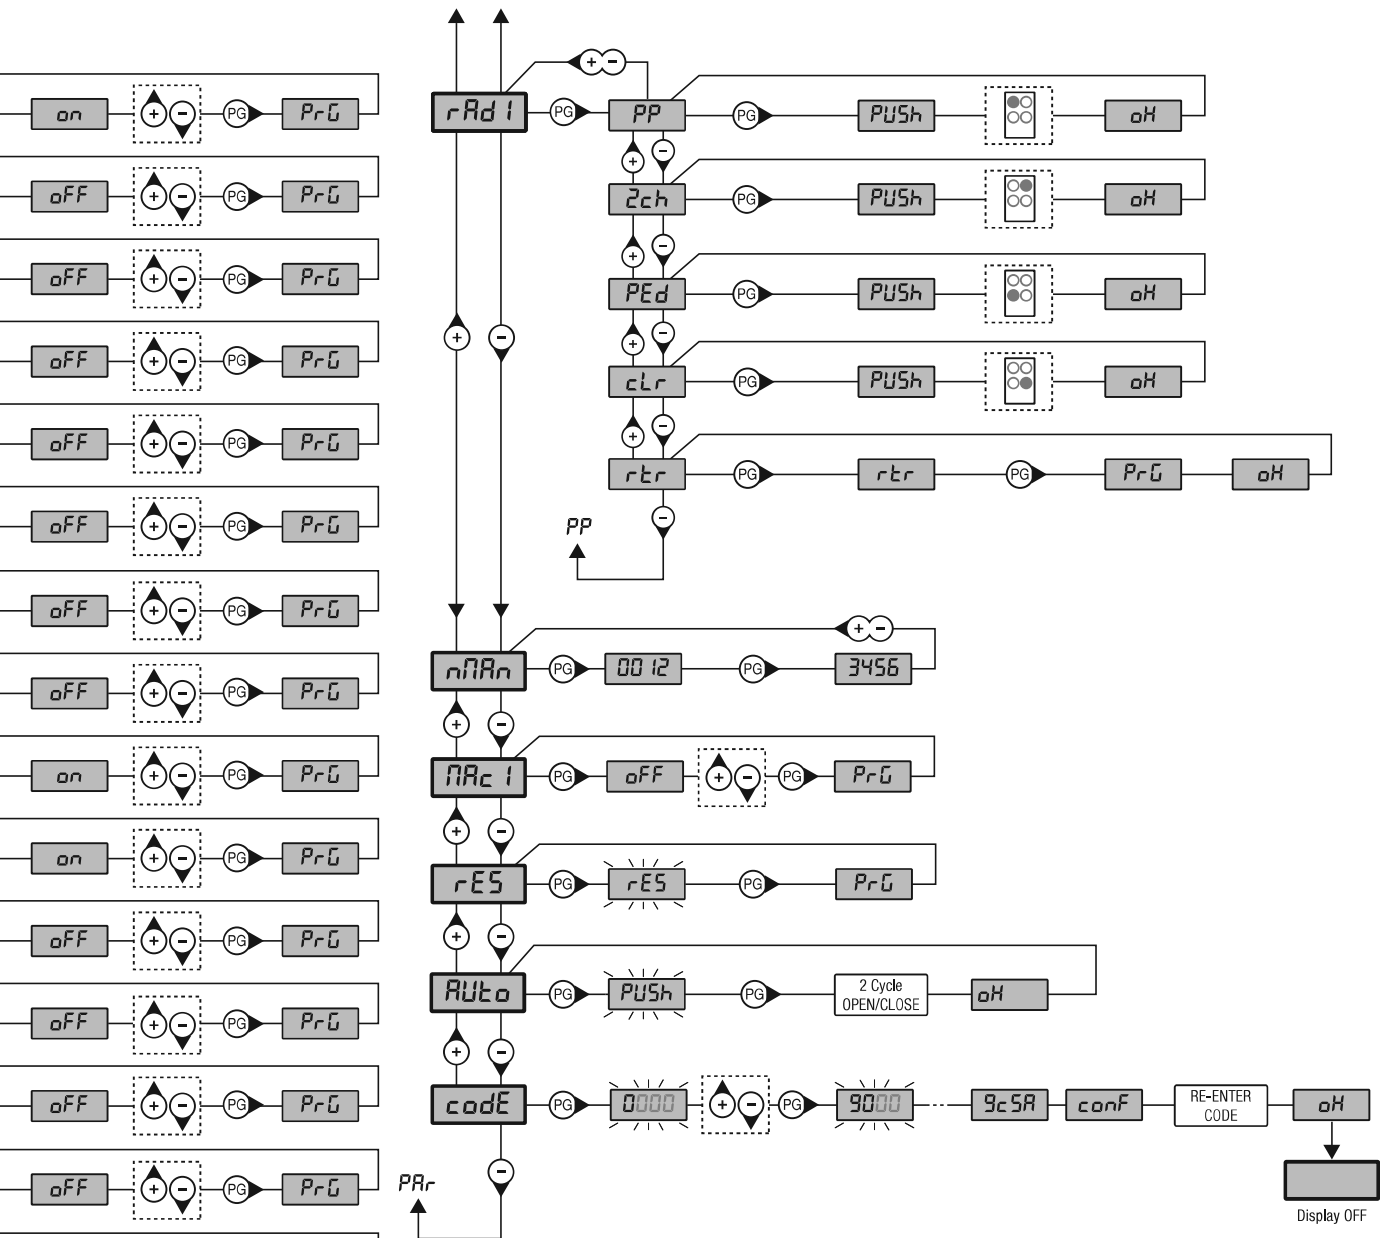 on + - PG PrG
oFF + - PG PrG
oFF + - PG PrG
oFF + - PG PrG
oFF + - PG PrG
oFF + - PG PrG
oFF + - PG PrG
oFF + - PG PrG
on + - PG PrG
on + - PG PrG
oFF + - PG PrG
oFF + - PG PrG
oFF + - PG PrG
oFF + - PG PrG
+ -
rAdI PG PP PG PUSh oH
+ -
2ch PG PUSh oH
+ -
PEd PG PUSh oH
+ -
+ -
cLr PG PUSh oH
+ -
rtr PG rtr PG PrG oH
-
PP
+ -
nMAn PG 0012 PG 3456
+ -
MAc1 PG oFF + - PG PrG
+ -
rES PG rES PG PrG
+ -
AUto PG PUSh PG 2 Cycle
OPEN/CLOSE oH
+ -
codE PG 0000 + - PG 9000 --- 9c5A conF RE-ENTER
CODE oH
-
PAr
Display OFF